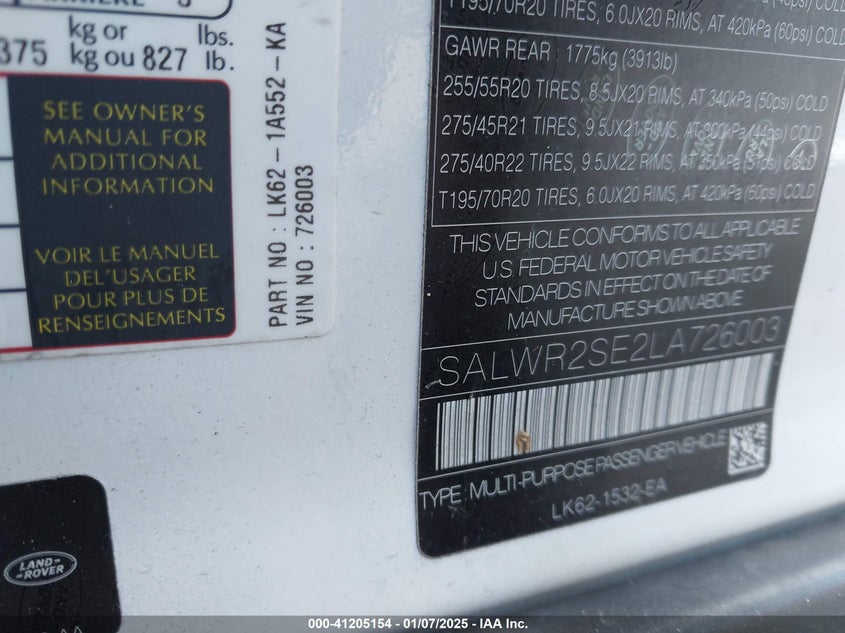 kg or lbs.
375 kg ou 827 lb.
SEE OWNER'S
MANUAL FOR
ADDITIONAL
INFORMATION
VOIR LE MANUEL
DEL'USAGER
POUR PLUS DE
RENSEIGNEMENTS
PART NO : LK62-1A552-KA
VIN NO : 726003
T195/70R20 TIRES, 6.0JX20 RIMS, AT 420kPa (60psi) COLD
GAWR REAR : 1775kg (3913lb)
255/55R20 TIRES, 8.5JX20 RIMS, AT 340kPa (50psi) COLD
275/45R21 TIRES, 9.5JX21 RIMS, AT 300kPa (44psi) COLD
275/40R22 TIRES, 9.5JX22 RIMS, AT 350kPa (51psi) COLD
T195/70R20 TIRES, 6.0JX20 RIMS, AT 420kPa (60psi) COLD
THIS VEHICLE CONFORMS TO ALL APPLICABLE
U.S. FEDERAL MOTOR VEHICLE SAFETY
STANDARDS IN EFFECT ON THE DATE OF
MANUFACTURE SHOWN ABOVE
SALWR2SE2LA726003
TYPE: MULTI-PURPOSE PASSENGER VEHICLE
LK62-1532-EA
LAND-
ROVER
000-41205154 - 01/07/2025 - IAA Inc.